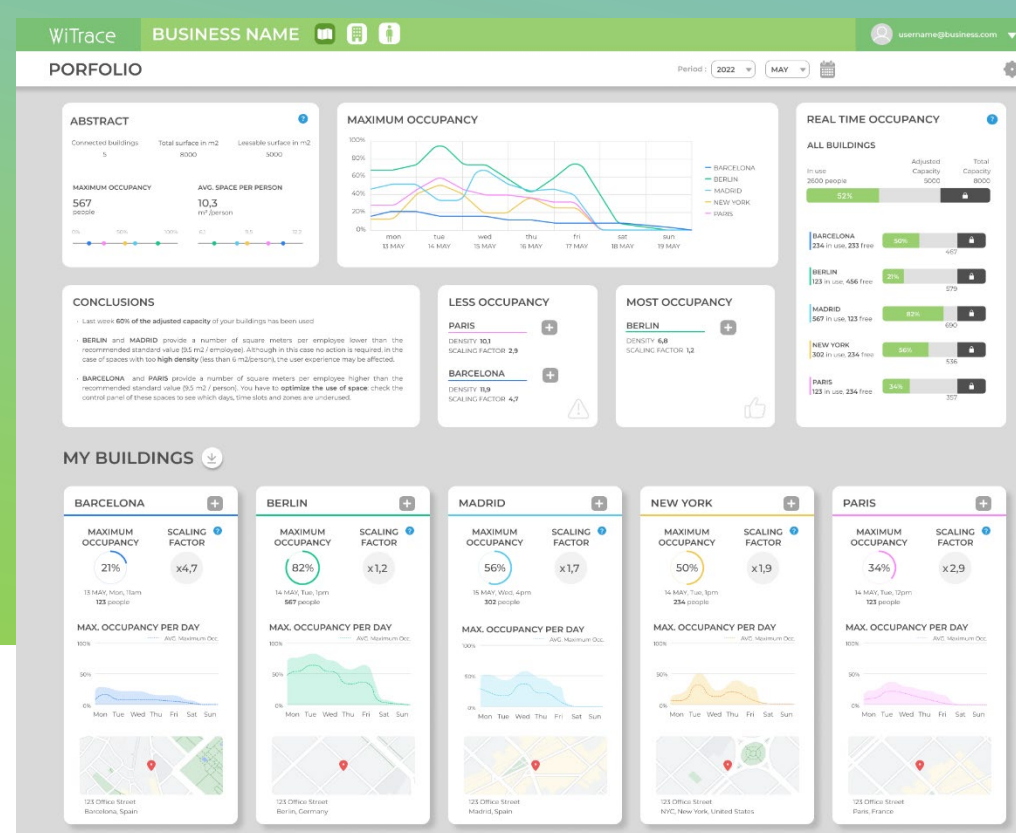 WiTrace
BUSINESS NAME
username@business.com
PORFOLIO
Period :
2022
MAY
ABSTRACT
?
Connected buildings
5
Total surface in m2
8000
Leseable surface in m2
5000
MAXIMUM OCCUPANCY
567
people
AVG. SPACE PER PERSON
10,3
m² /person
0% 50% 100%
MAXIMUM OCCUPANCY
100%
80%
60%
40%
20%
0%
mon tue wed thu fri sat sun
13 MAY 14 MAY 15 MAY 16 MAY 17 MAY 18 MAY 19 MAY
BARCELONA
BERLIN
MADRID
NEW YORK
PARIS
REAL TIME OCCUPANCY
?
ALL BUILDINGS
In use
2600 people
Adjusted
Capacity
5000
Total
Capacity
8000
52%
BARCELONA
234 in use, 233 free
50%
467
BERLIN
123 in use, 456 free
21%
579
MADRID
567 in use, 123 free
82%
690
NEW YORK
302 in use, 234 free
56%
536
PARIS
123 in use, 234 free
34%
357
CONCLUSIONS
· Last week 60% of the adjusted capacity of your buildings has been used
· BERLIN and MADRID provide a number of square meters per employee lower than the
recommended standard value (9.5 m2 / employee). Although in this case no action is required, in the
case of spaces with too high density (less than 6 m2/person), the user experience may be affected.
· BARCELONA and PARIS provide a number of square meters per employee higher than the
recommended standard value (9.5 m2 / person). You have to optimize the use of space: check the
control panel of these spaces to see which days, time slots and zones are underused.
LESS OCCUPANCY
PARIS
DENSITY 10,1
SCALING FACTOR 2,9
BARCELONA
DENSITY 11,9
SCALING FACTOR 4,7
MOST OCCUPANCY
BERLIN
DENSITY 6,8
SCALING FACTOR 1,2
MY BUILDINGS
BARCELONA
MAXIMUM
OCCUPANCY
SCALING
FACTOR
?
21%
x4,7
13 MAY, Mon, 11am
123 people
MAX. OCCUPANCY PER DAY
AVG. Maximum Occ.
100%
50%
0%
Mon Tue Wed Thu Fri Sat Sun
123 Office Street
Barcelona, Spain
BERLIN
MAXIMUM
OCCUPANCY
SCALING
FACTOR
?
82%
x1,2
14 MAY, Tue, 1pm
567 people
MAX. OCCUPANCY PER DAY
AVG. Maximum Occ.
100%
50%
0%
Mon Tue Wed Thu Fri Sat Sun
123 Office Street
Berlin, Germany
MADRID
MAXIMUM
OCCUPANCY
SCALING
FACTOR
?
56%
x1,7
15 MAY, Wed, 4pm
302 people
MAX. OCCUPANCY PER DAY
AVG. Maximum Occ.
100%
50%
0%
Mon Tue Wed Thu Fri Sat Sun
123 Office Street
Madrid, Spain
NEW YORK
MAXIMUM
OCCUPANCY
SCALING
FACTOR
?
50%
x1,9
14 MAY, Tue, 1pm
234 people
MAX. OCCUPANCY PER DAY
AVG. Maximum Occ.
100%
50%
0%
Mon Tue Wed Thu Fri Sat Sun
123 Office Street
NYC, New York, United States
PARIS
MAXIMUM
OCCUPANCY
SCALING
FACTOR
?
34%
x2,9
14 MAY, Tue, 12pm
123 people
MAX. OCCUPANCY PER DAY
AVG. Maximum Occ.
100%
50%
0%
Mon Tue Wed Thu Fri Sat Sun
123 Office Street
Paris, France